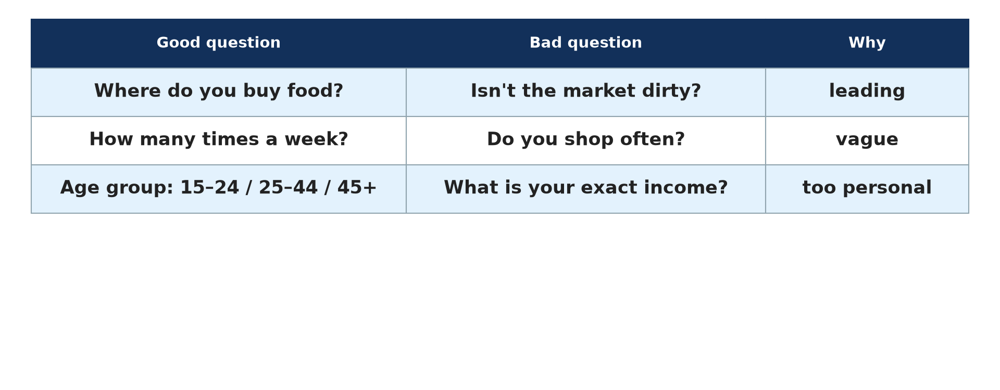 Good question Bad question Why
Where do you buy food? Isn't the market dirty? leading
How many times a week? Do you shop often? vague
Age group: 15–24 / 25–44 / 45+ What is your exact income? too personal